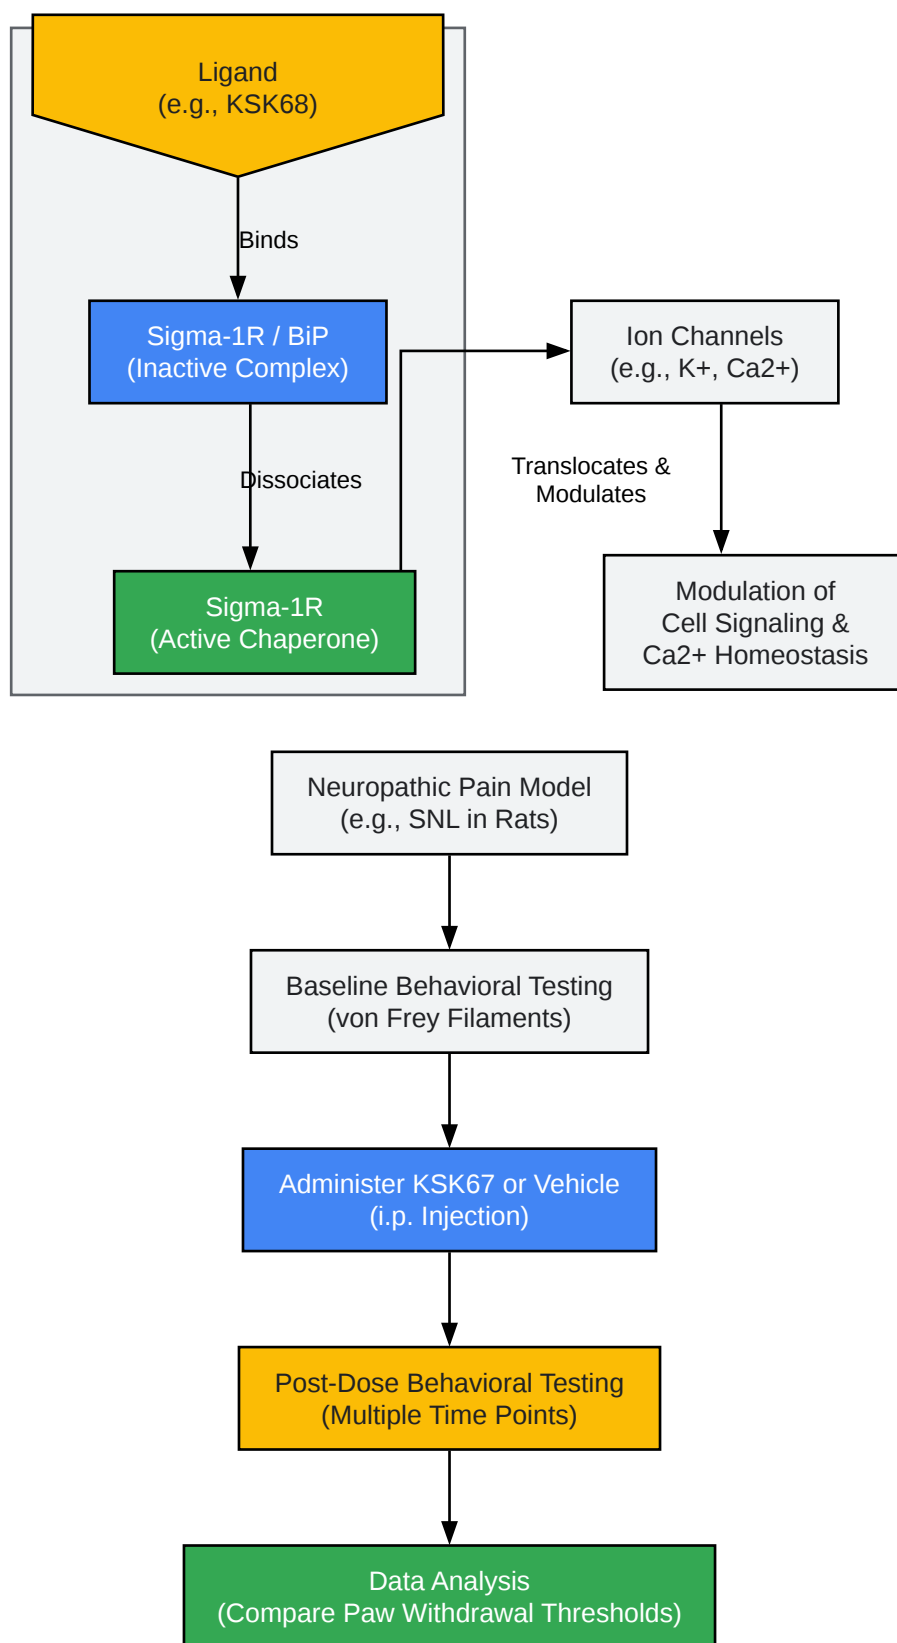 Ligand
(e.g., KSK68)
Binds
Sigma-1R / BiP
(Inactive Complex)
Ion Channels
(e.g., K+, Ca2+)
Dissociates
Translocates &
Modulates
Sigma-1R
(Active Chaperone)
Modulation of
Cell Signaling &
Ca2+ Homeostasis
Neuropathic Pain Model
(e.g., SNL in Rats)
Baseline Behavioral Testing
(von Frey Filaments)
Administer KSK67 or Vehicle
(i.p. Injection)
Post-Dose Behavioral Testing
(Multiple Time Points)
Data Analysis
(Compare Paw Withdrawal Thresholds)